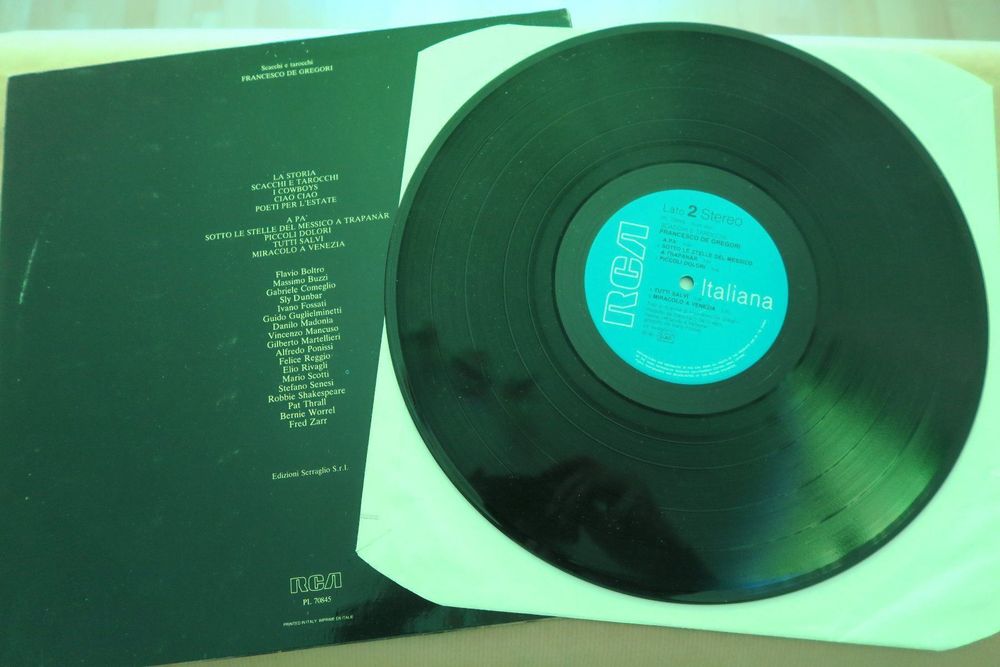 Scacchi e tarocchi
FRANCESCO DE GREGORI
LA STORIA
SCACCHI E TAROCCHI
I COWBOYS
CIAO CIAO
POETI PER L'ESTATE
A PA'
SOTTO LE STELLE DEL MESSICO A TRAPANÀR
PICCOLI DOLORI
TUTTI SALVI
MIRACOLO A VENEZIA
Flavio Boltro
Massimo Buzzi
Gabriele Comeglio
Sly Dunbar
Ivano Fossati
Guido Guglielminetti
Danilo Madonia
Vincenzo Mancuso
Gilberto Martellieri
Alfredo Ponissi
Felice Reggio
Elio Rivagli
Mario Scotti
Stefano Senesi
Robbie Shakespeare
Pat Thrall
Bernie Worrel
Fred Zarr
Edizioni Serraglio S.r.l.
RCA
PL 70845
PRINTED IN ITALY IMPRIME EN ITALIE
Lato 2 Stereo
SCACCHI E TAROCCHI
FRANCESCO DE GREGORI
A PA'
SOTTO LE STELLE DEL MESSICO
A TRAPANÀR
PICCOLI DOLORI
TUTTI SALVI
MIRACOLO A VENEZIA
RCA
Italiana